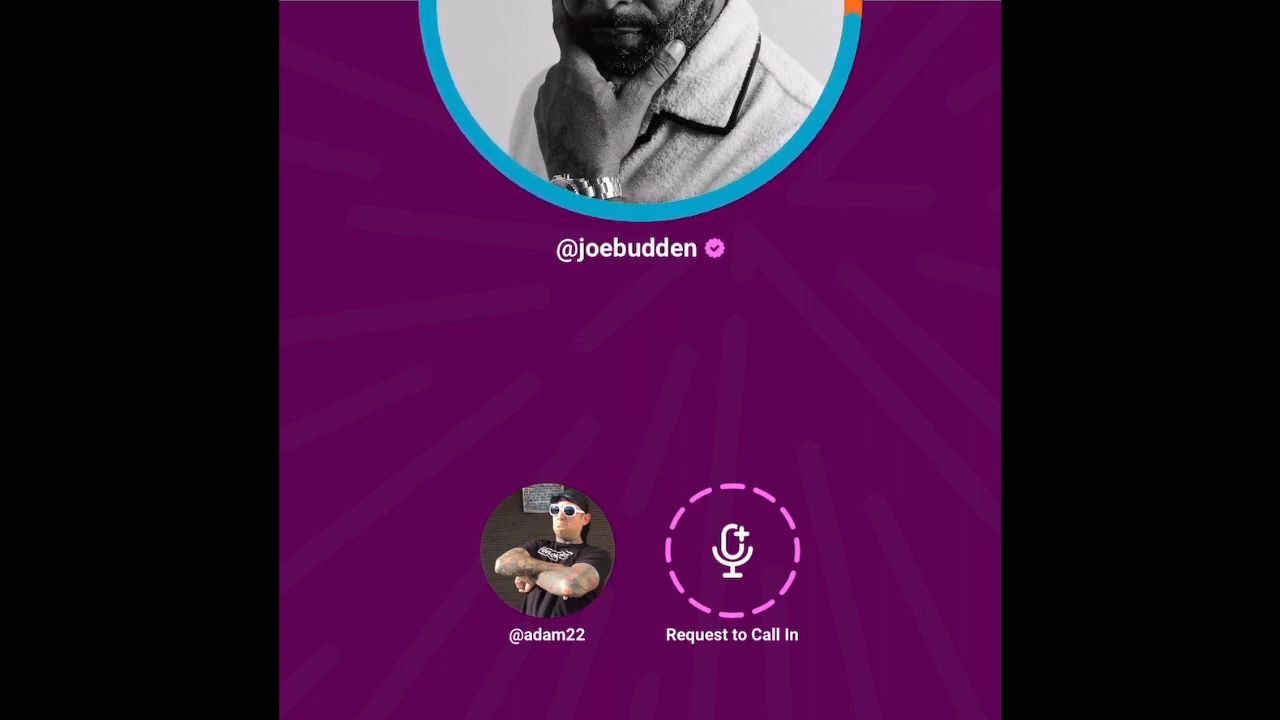 @joebudden
@adam22
Request to Call In